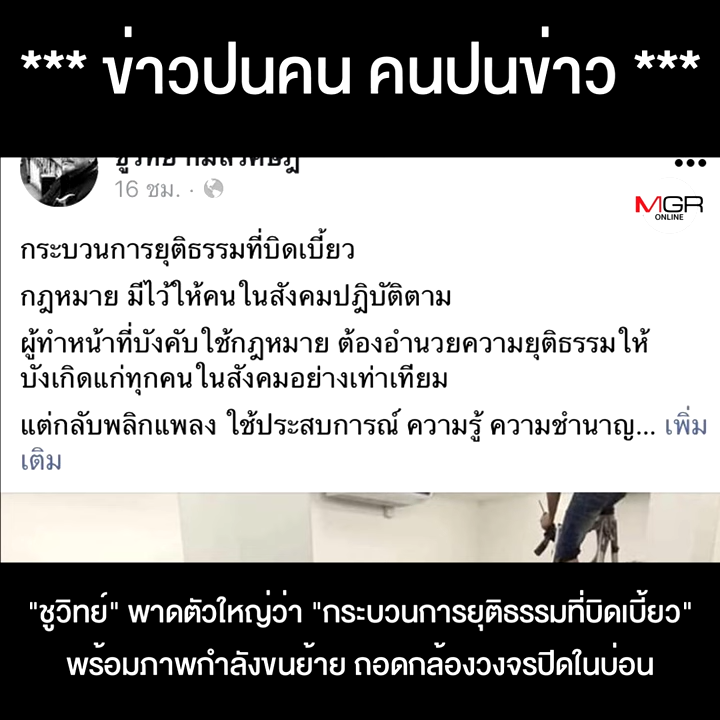 *** ข่าวปนคน คนปนข่าว ***
ชูวิทย์ กมลวิศิษฎ์
16 ชม. ·
MGR
ONLINE
กระบวนการยุติธรรมที่บิดเบี้ยว
กฎหมาย มีไว้ให้คนในสังคมปฎิบัติตาม
ผู้ทำหน้าที่บังคับใช้กฎหมาย ต้องอำนวยความยุติธรรมให้
บังเกิดแก่ทุกคนในสังคมอย่างเท่าเทียม
แต่กลับพลิกแพลง ใช้ประสบการณ์ ความรู้ ความชำนาญ... เพิ่ม
เติม
"ชูวิทย์" พาดตัวใหญ่ว่า "กระบวนการยุติธรรมที่บิดเบี้ยว"
พร้อมภาพกำลังขนย้าย ถอดกล้องวงจรปิดในบ่อน